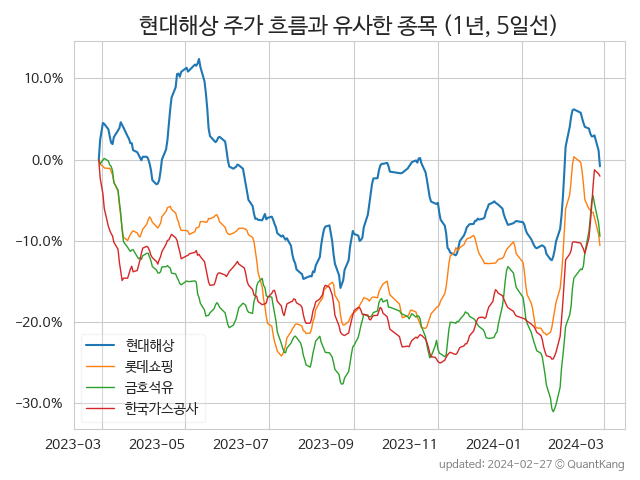 현대해상 주가 흐름과 유사한 종목 (1년, 5일선)
10.0%
0.0%
−10.0%
−20.0%
−30.0%
현대해상
롯데쇼핑
금호석유
한국가스공사
2023-03 2023-05 2023-07 2023-09 2023-11 2024-01 2024-03
updated: 2024-02-27 © QuantKang